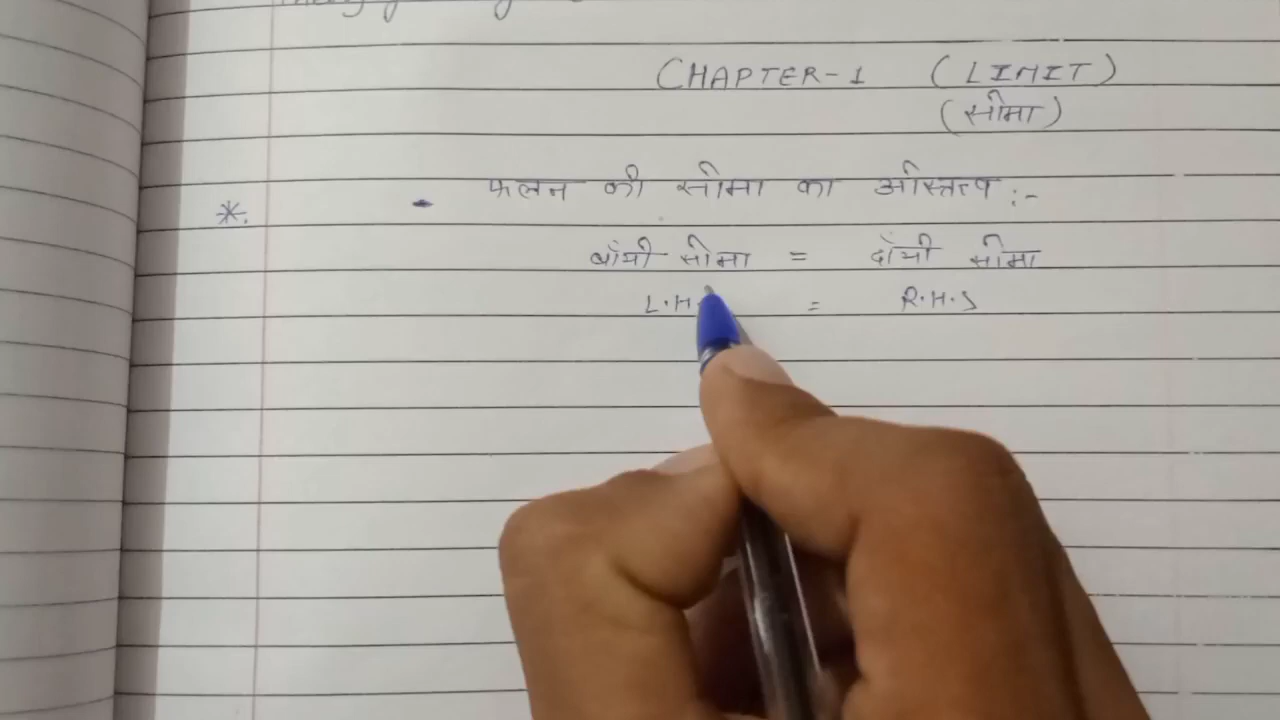 CHAPTER-1 (LIMIT)
(सीमा)
*. - फलन की सीमा का अस्तित्व :-
बाँयी सीमा = दाँयी सीमा
L.H. = R.H.S